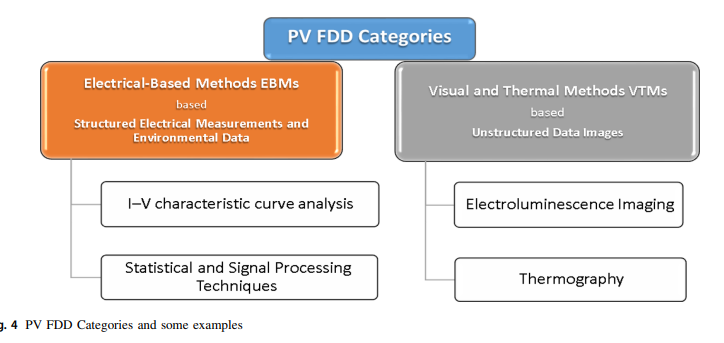 PV FDD Categories
Electrical-Based Methods EBMs
based
Structured Electrical Measurements and
Environmental Data
Visual and Thermal Methods VTMs
based
Unstructured Data Images
I–V characteristic curve analysis
Statistical and Signal Processing
Techniques
Electroluminescence Imaging
Thermography
g. 4 PV FDD Categories and some examples